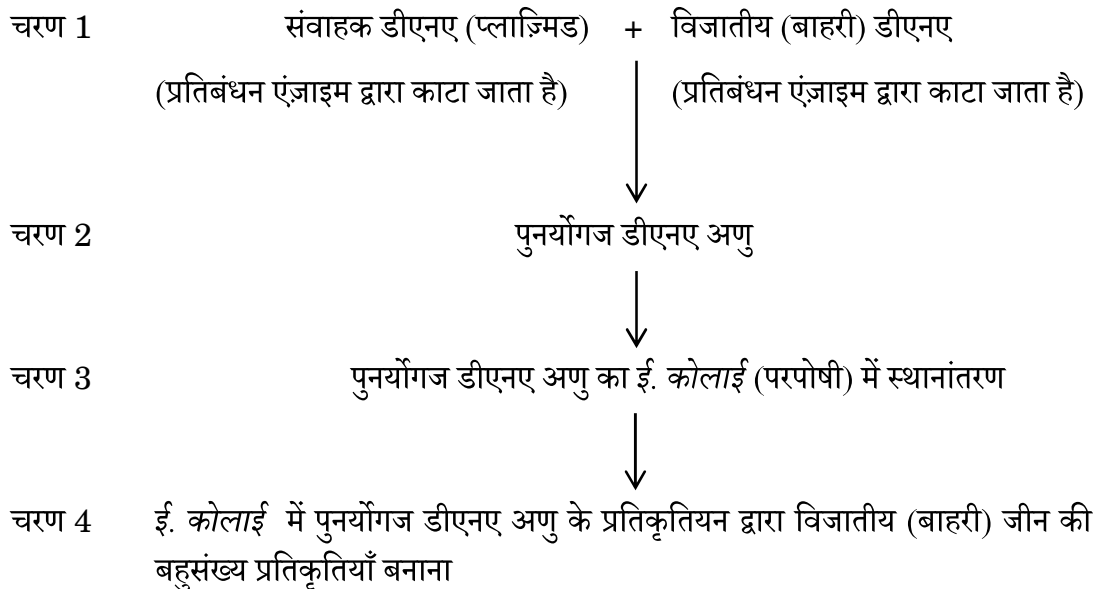 चरण 1 संवाहक डीएनए (प्लाज़्मिड) + विजातीय (बाहरी) डीएनए
(प्रतिबंधन एंज़ाइम द्वारा काटा जाता है) (प्रतिबंधन एंज़ाइम द्वारा काटा जाता है)
चरण 2 पुनर्योगज डीएनए अणु
चरण 3 पुनर्योगज डीएनए अणु का ई. कोलाई (परपोषी) में स्थानांतरण
चरण 4 ई. कोलाई में पुनर्योगज डीएनए अणु के प्रतिकृतियन द्वारा विजातीय (बाहरी) जीन की
बहुसंख्य प्रतिकृतियाँ बनाना